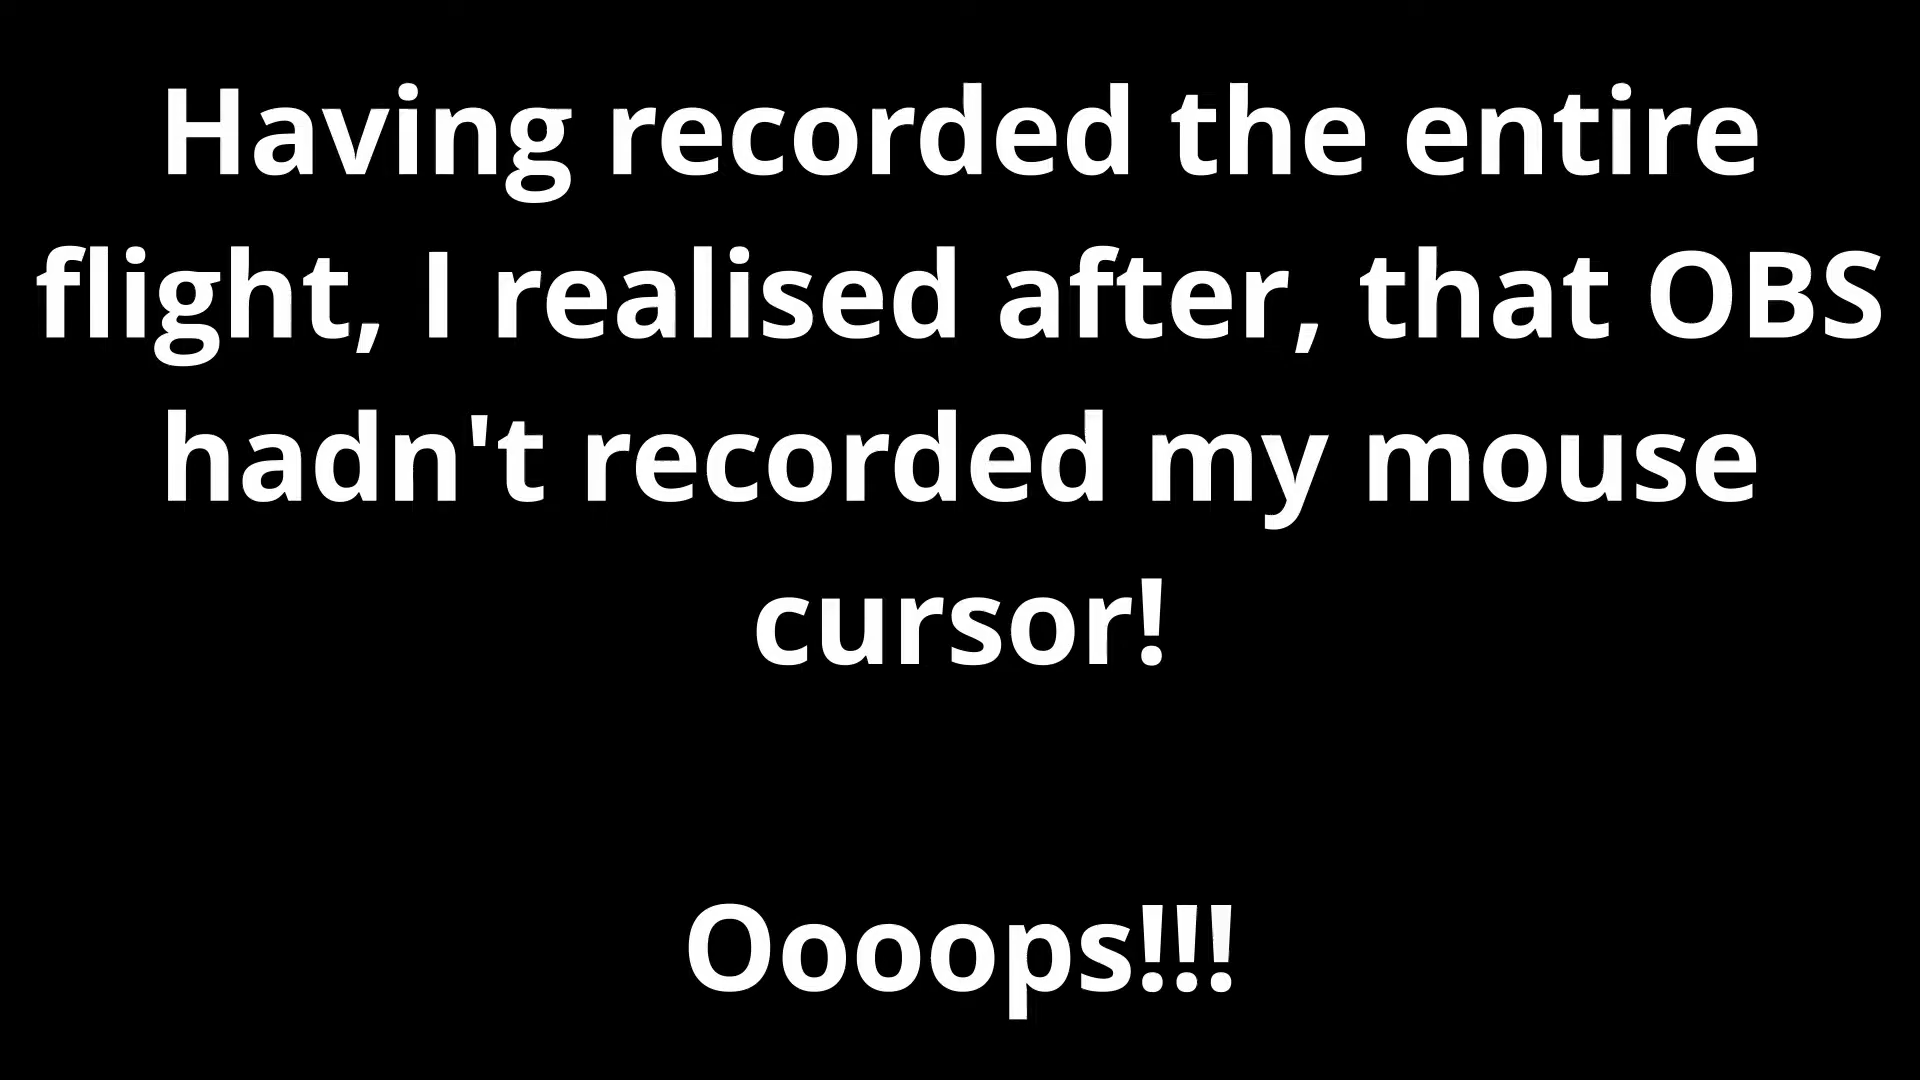 Having recorded the entire
flight, I realised after, that OBS
hadn't recorded my mouse
cursor!
Oooops!!!